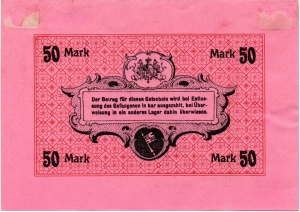 50 Mark Mark 50
Der Betrag für diesen Gutschein wird bei Entlas-
sung des Gefangenen in bar ausgezahlt, bei Über-
weisung in ein anderes Lager dahin überwiesen.
50 Mark Mark 50